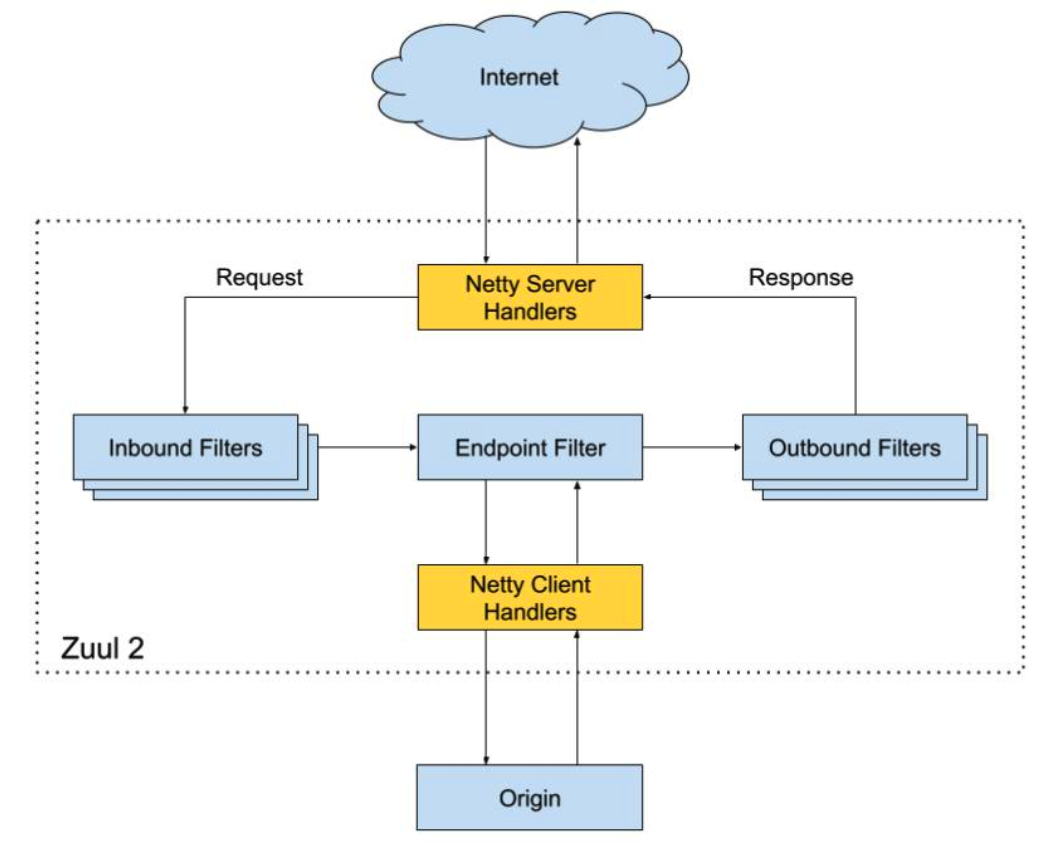 Internet
Request
Netty Server
Handlers
Response
Inbound Filters
Endpoint Filter
Outbound Filters
Netty Client
Handlers
Zuul 2
Origin